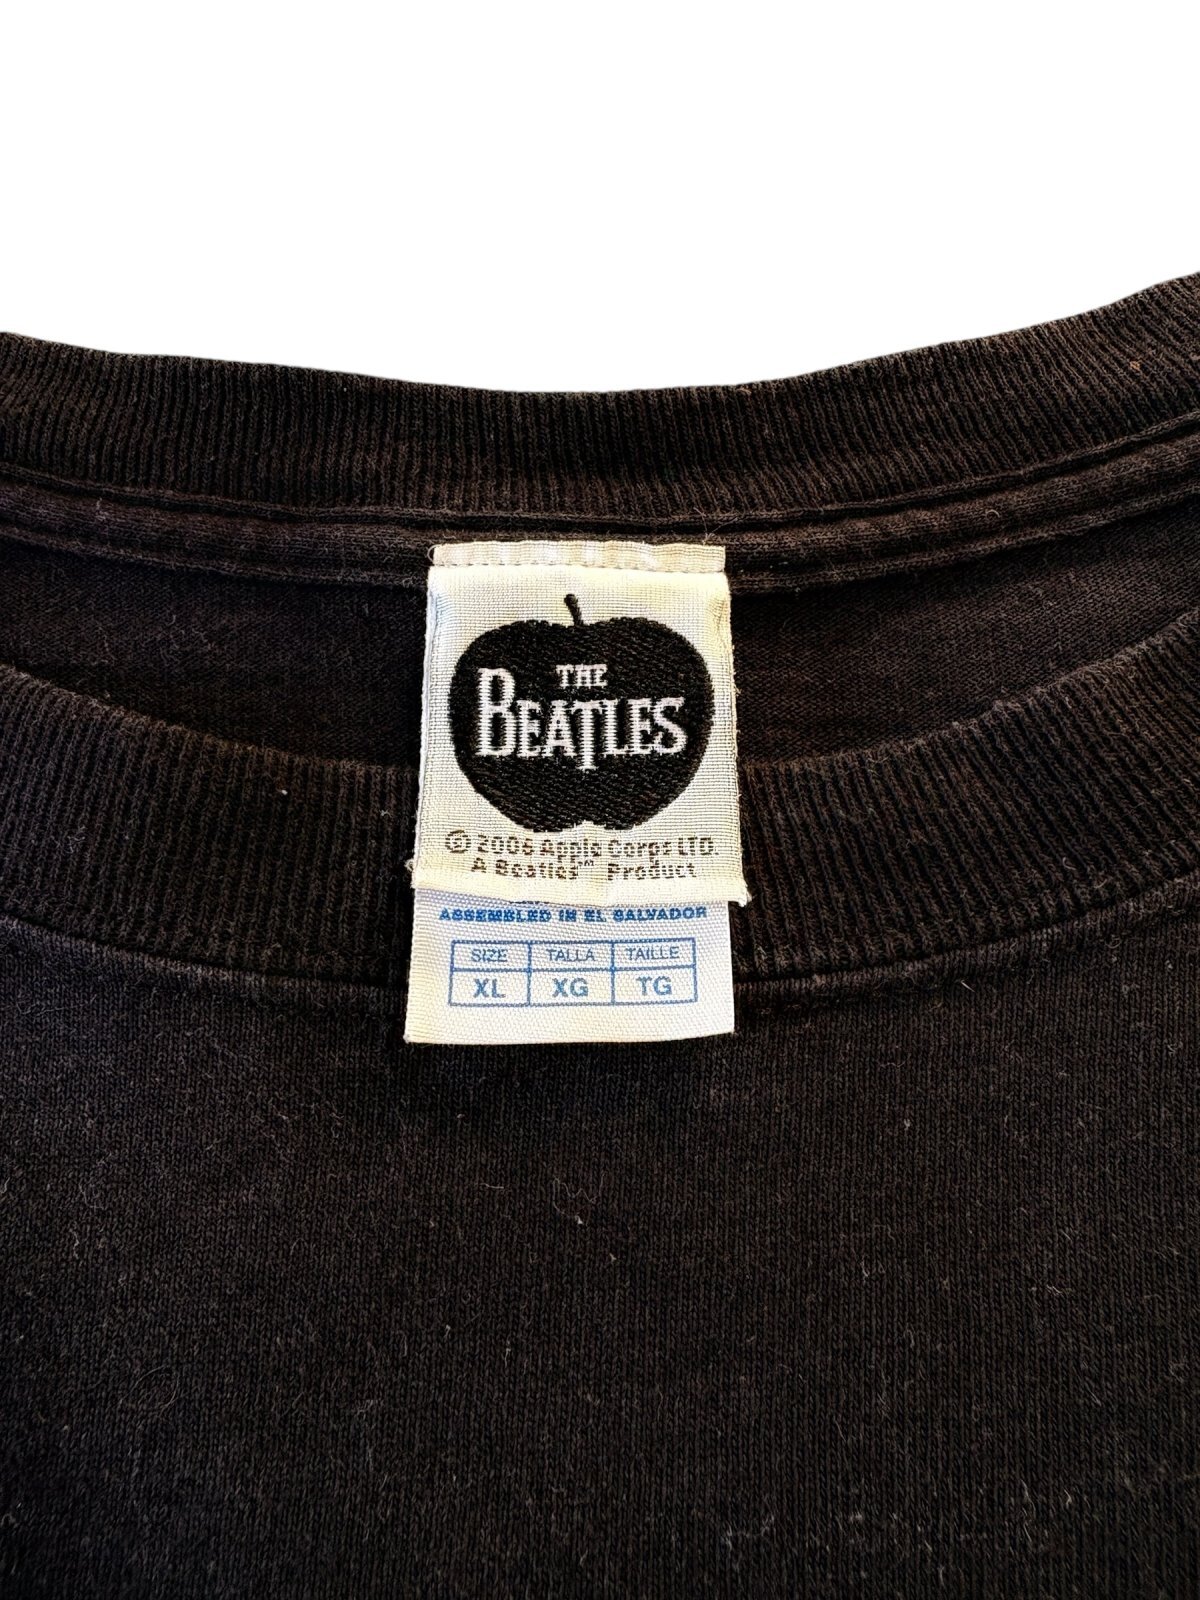 THE
BEATLES
© 2006 Apple Corps LTD.
A Beatles™ Product
ASSEMBLED IN EL SALVADOR
SIZE TALLA TAILLE
XL XG TG